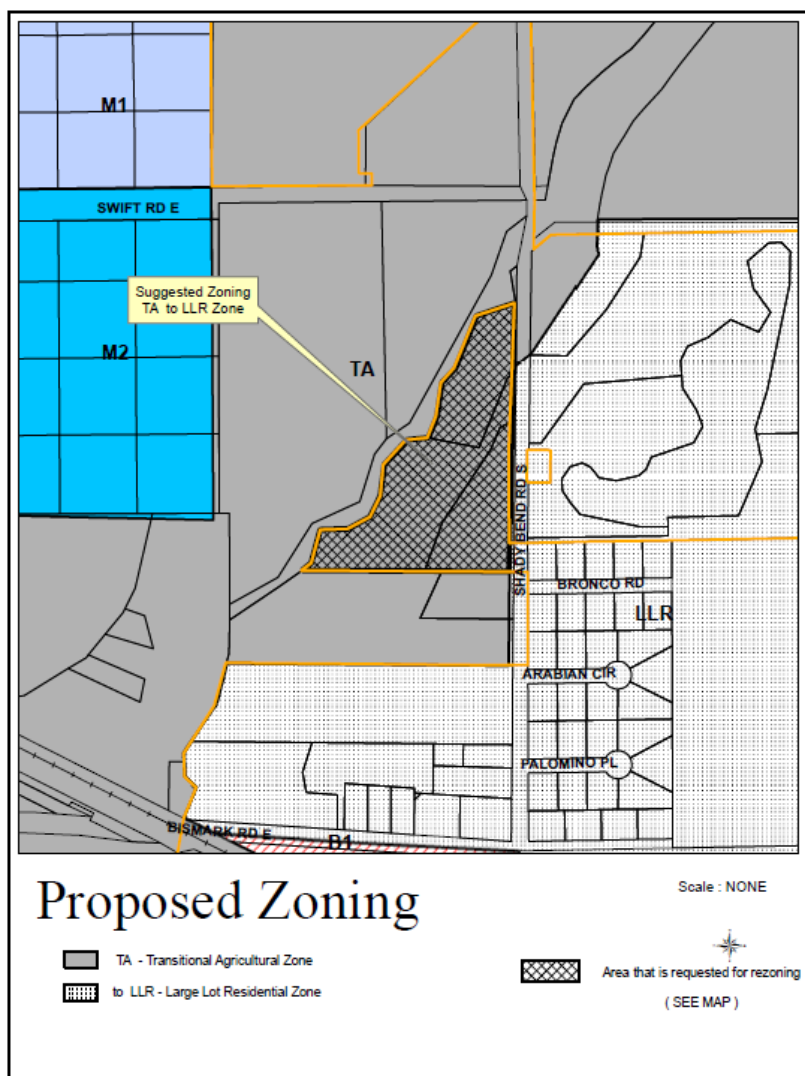 M1
SWIFT RD E
Suggested Zoning
TA to LLR Zone
M2
TA
SHADY BEND RD S
BRONCO RD
LLR
ARABIAN CIR
PALOMINO PL
BISMARK RD E
B1
Proposed Zoning
Scale : NONE
TA - Transitional Agricultural Zone
to LLR - Large Lot Residential Zone
Area that is requested for rezoning
( SEE MAP )